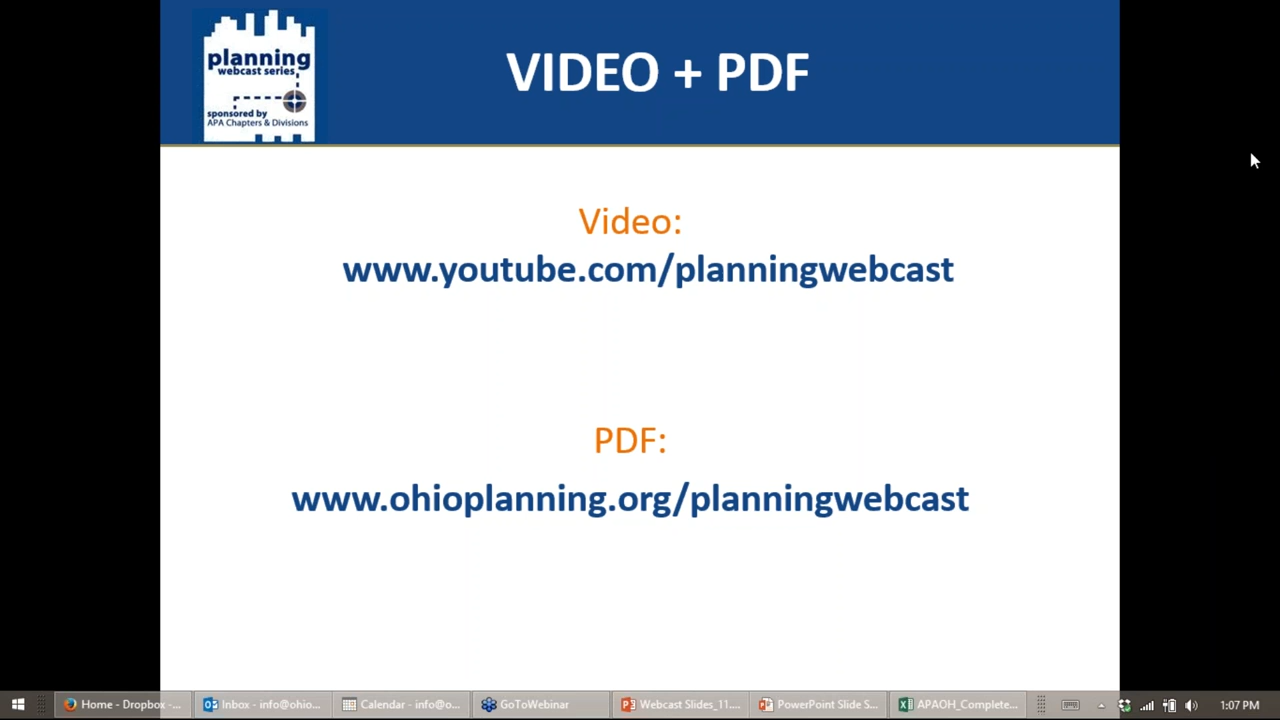 planning
webcast series
sponsored by
APA Chapters & Divisions
VIDEO + PDF
Video:
www.youtube.com/planningwebcast
PDF:
www.ohioplanning.org/planningwebcast
Home - Dropbox -...
Inbox - info@ohio...
Calendar - info@o...
GoToWebinar
Webcast Slides_11....
PowerPoint Slide S...
APAOH_Complete...
1:07 PM